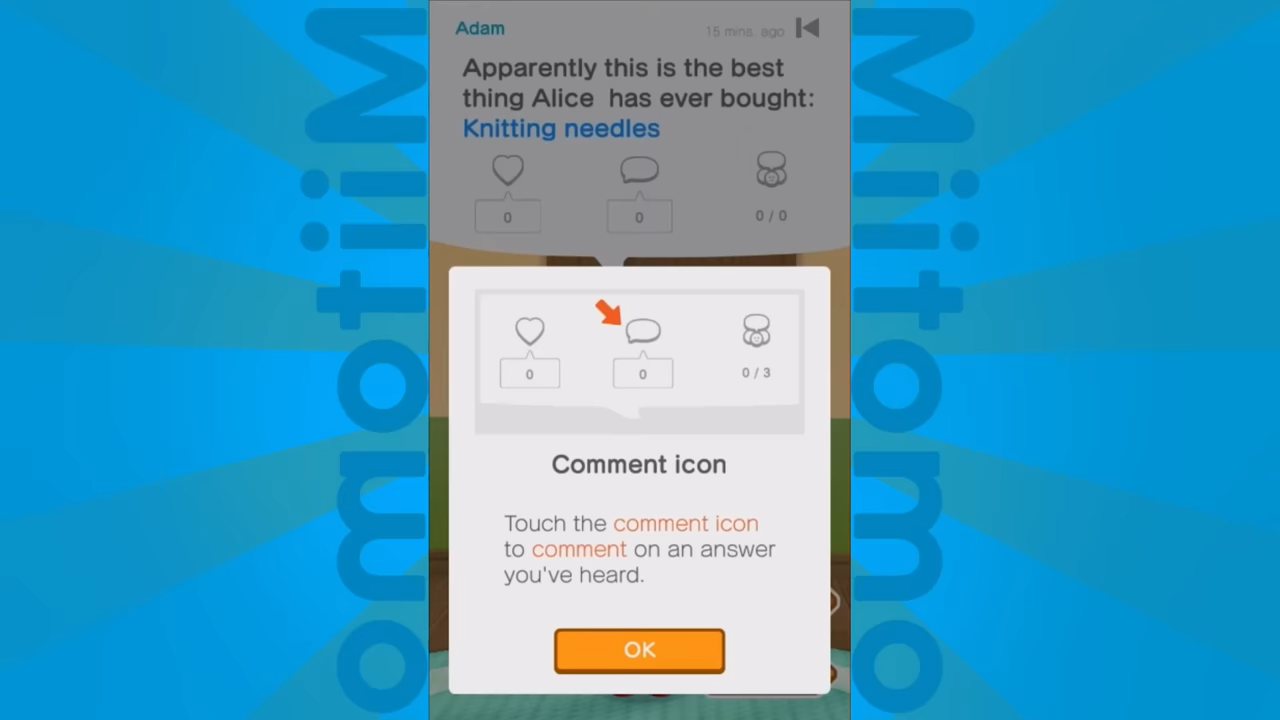 Miitomo
Adam
15 mins. ago
Apparently this is the best
thing Alice has ever bought:
Knitting needles
0
0
0 / 0
0
0
0 / 3
Comment icon
Touch the comment icon
to comment on an answer
you've heard.
OK
Miitomo